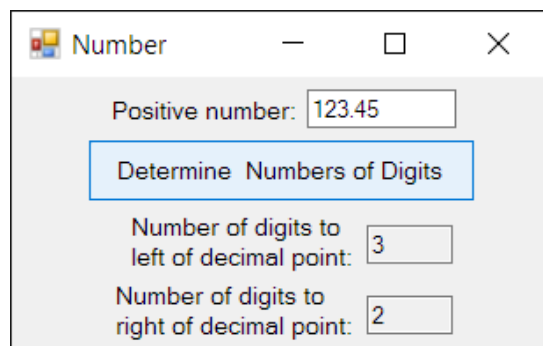 Number
Positive number: 123.45
Determine  Numbers of Digits
Number of digits to
left of decimal point: 3
Number of digits to
right of decimal point: 2